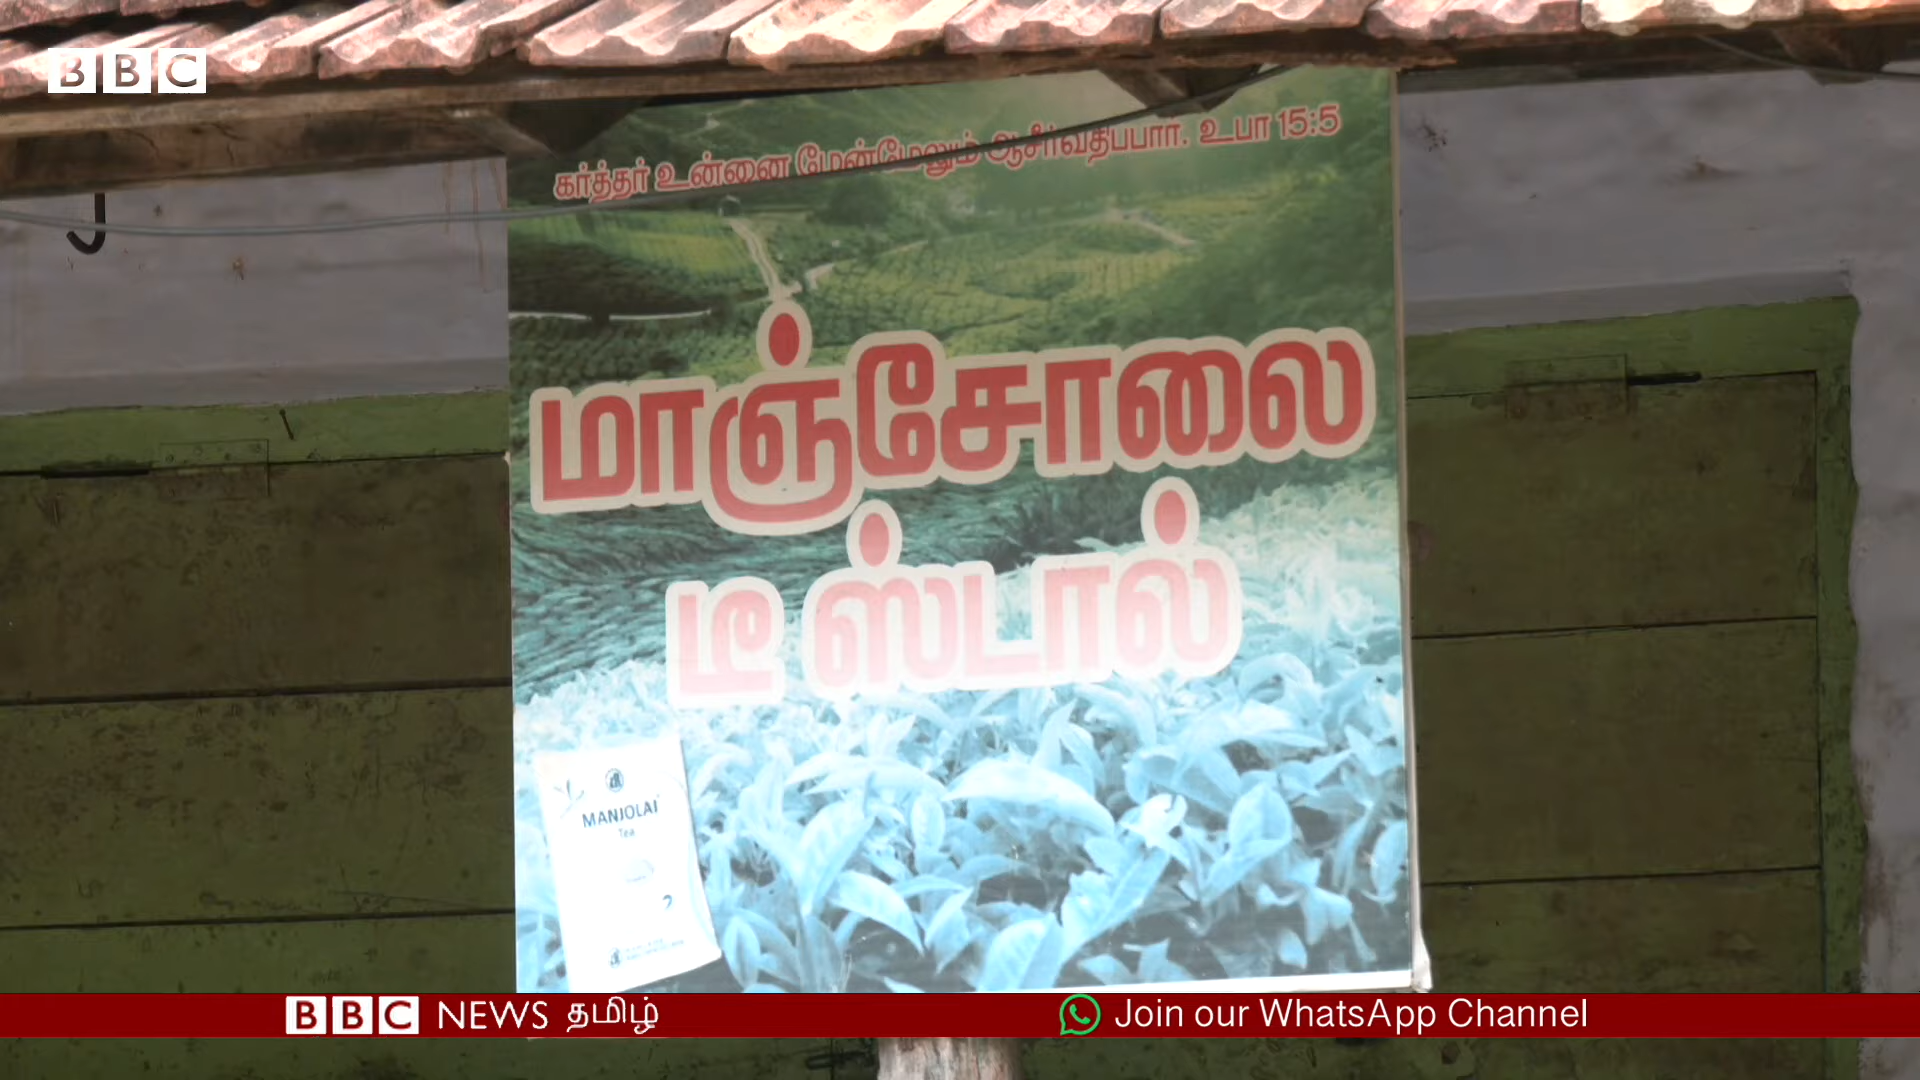 BBC
கர்த்தர் உன்னை மேன்மேலும் ஆசீர்வதிப்பார். உபா 15:5
மாஞ்சோலை
டீ ஸ்டால்
MANJOLAI
Tea
BBC NEWS தமிழ்
Join our WhatsApp Channel